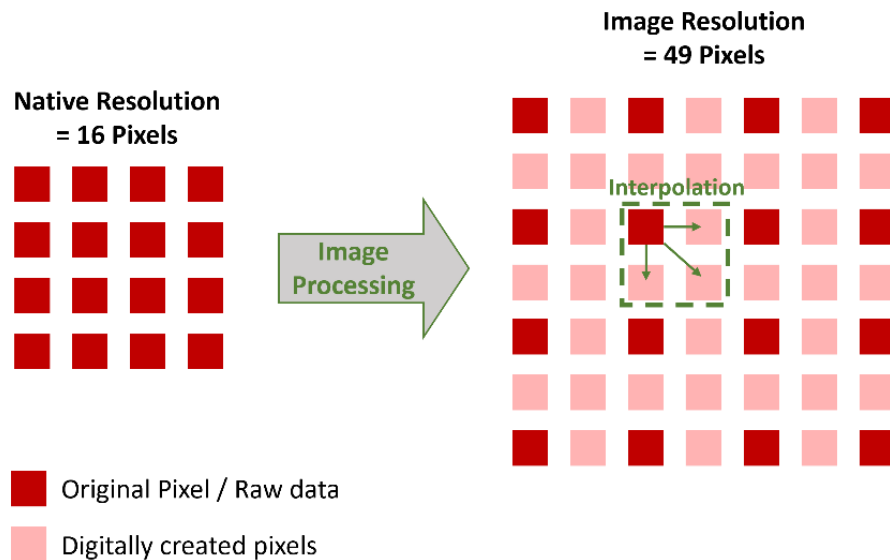 Image Resolution
= 49 Pixels
Native Resolution
= 16 Pixels
Interpolation
Image
Processing
Original Pixel / Raw data
Digitally created pixels